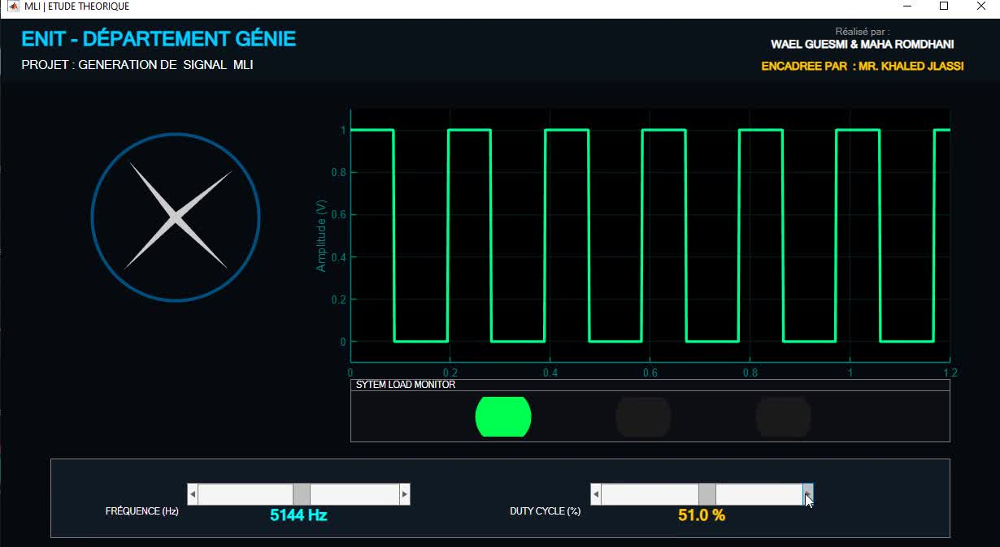 MLI | ETUDE THEORIQUE
ENIT - DÉPARTEMENT GÉNIE
PROJET : GENERATION DE SIGNAL MLI
Réalisé par :
WAEL GUESMI & MAHA ROMDHANI
ENCADREE PAR : MR. KHALED JLASSI
Amplitude (V)
1
0.8
0.6
0.4
0.2
0
0 0.2 0.4 0.6 0.8 1 1.2
SYTEM LOAD MONITOR
FRÉQUENCE (Hz)
5144 Hz
DUTY CYCLE (%)
51.0 %